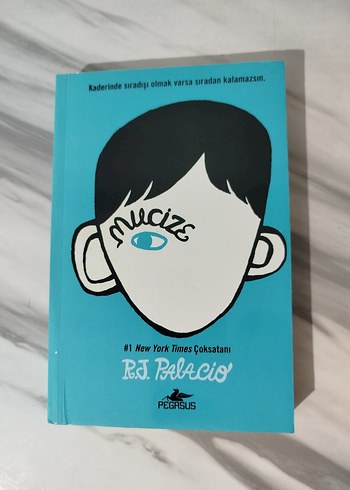 Kaderinde sıradışı olmak varsa sıradan kalamazsın.
mucize
#1 New York Times Çoksatanı
R.J. PALACIO
PEGASUS